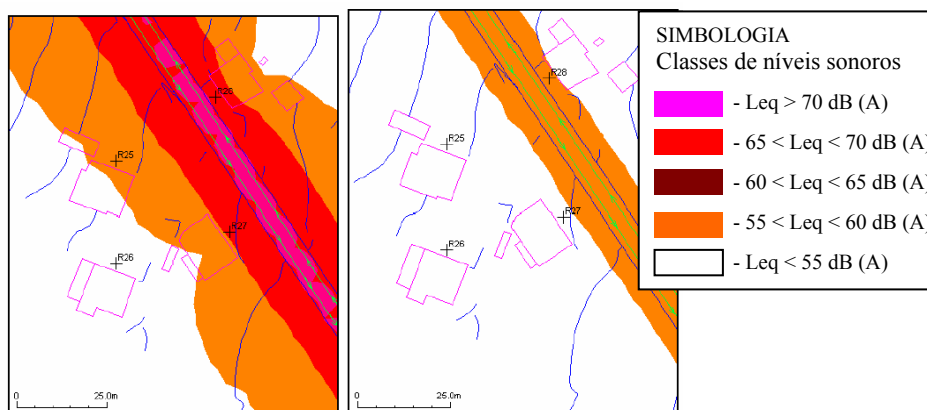 R28
R25
R27
R26
0
25.0m
R28
R25
R27
R26
0
25.0m
SIMBOLOGIA
Classes de níveis sonoros
- Leq > 70 dB (A)
- 65 < Leq < 70 dB (A)
- 60 < Leq < 65 dB (A)
- 55 < Leq < 60 dB (A)
- Leq < 55 dB (A)